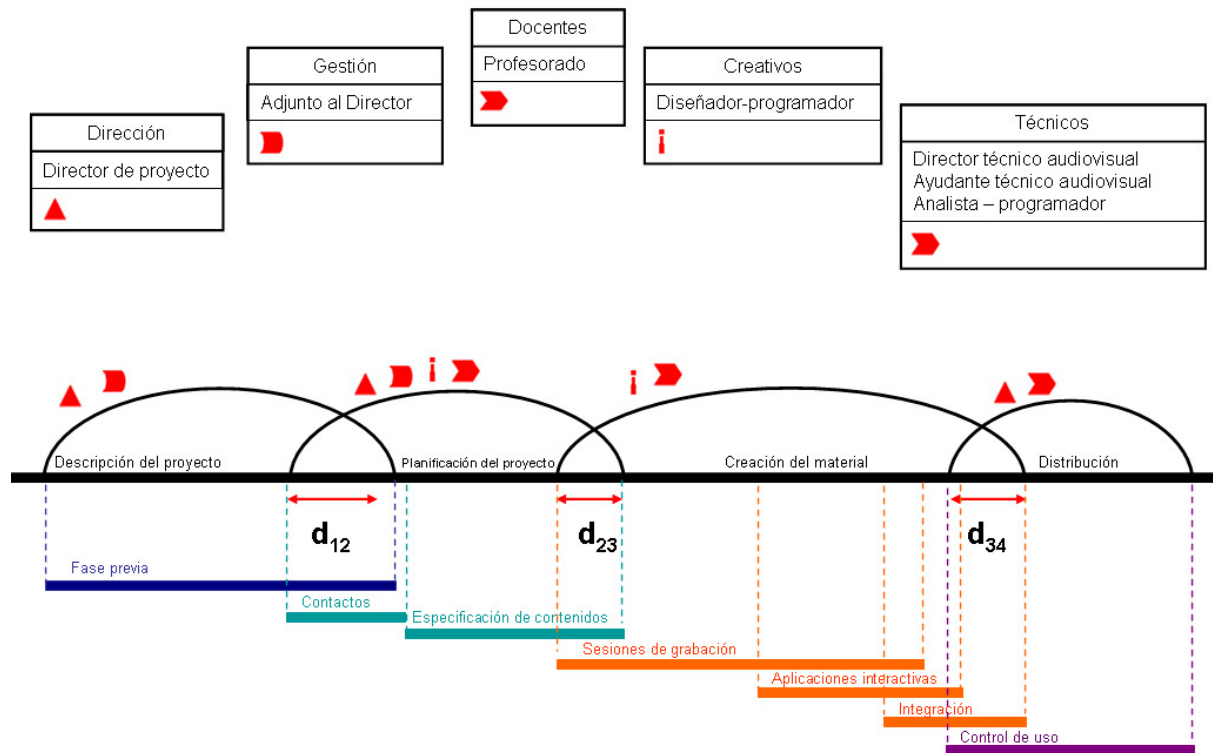 Docentes
Profesorado
Gestión
Adjunto al Director
Creativos
Diseñador-programador
Dirección
Director de proyecto
Técnicos
Director técnico audiovisual
Ayudante técnico audiovisual
Analista – programador
Descripción del proyecto
Planificación del proyecto
Creación del material
Distribución
d12
d23
d34
Fase previa
Contactos
Especificación de contenidos
Sesiones de grabación
Aplicaciones interactivas
Integración
Control de uso